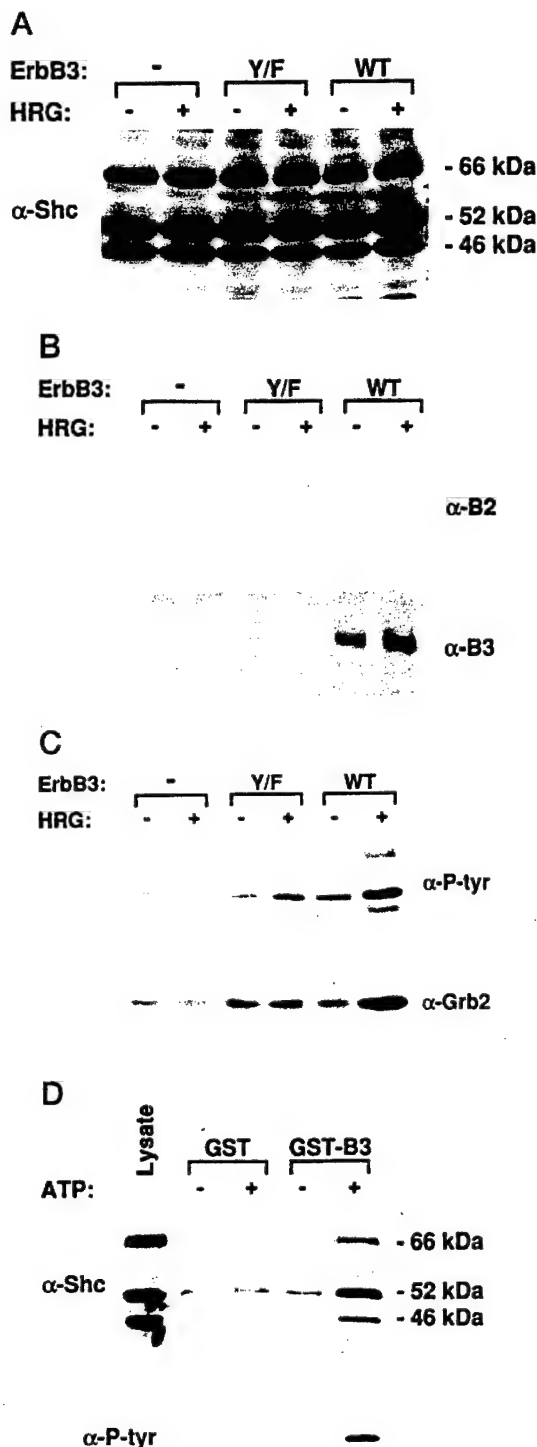 A
ErbB3: - Y/F WT
HRG: - + - + - +
- 66 kDa
α-Shc
- 52 kDa
- 46 kDa
B
ErbB3: - Y/F WT
HRG: - + - + - +
α-B2
α-B3
C
ErbB3: - Y/F WT
HRG: - + - + - +
α-P-tyr
α-Grb2
D
Lysate
GST GST-B3
ATP: - + - +
- 66 kDa
α-Shc
- 52 kDa
- 46 kDa
α-P-tyr